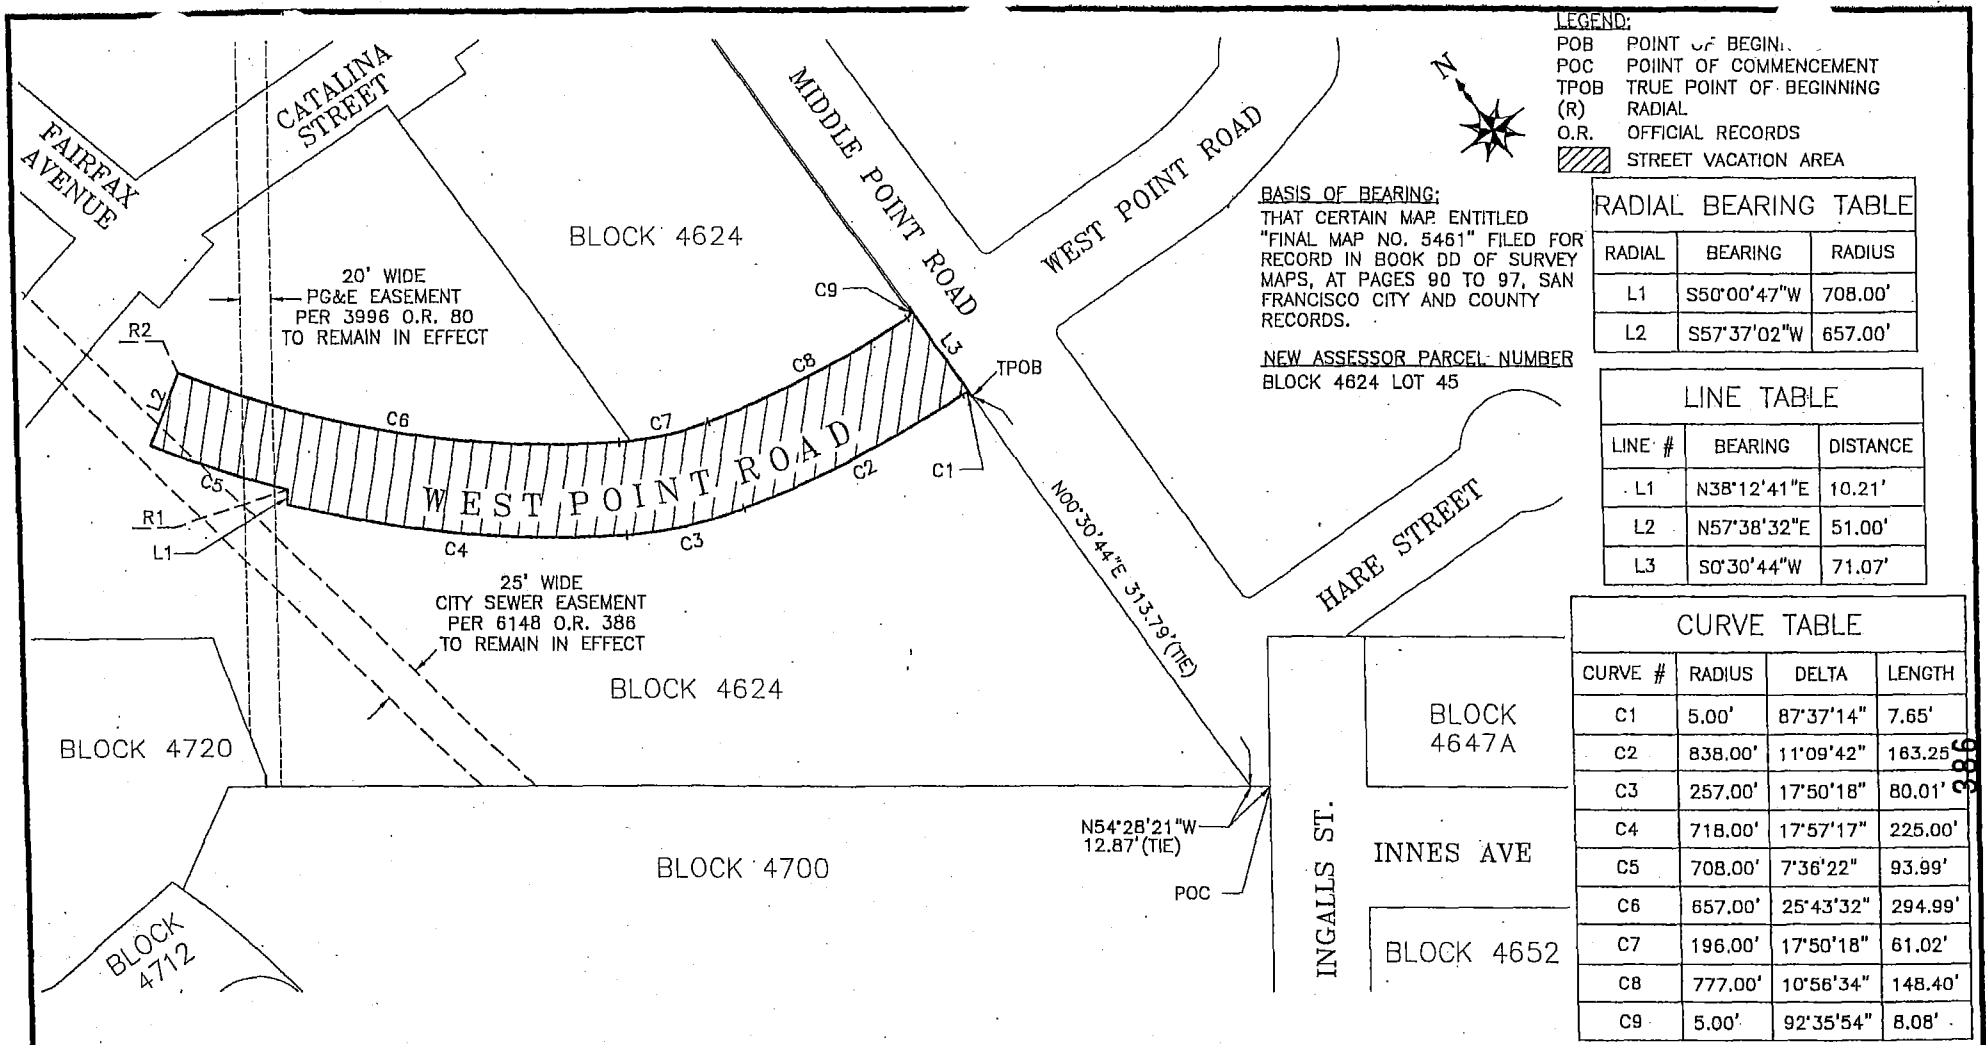 LEGEND:
POB POINT OF BEGIN
POC POIINT OF COMMENCEMENT
TPOB TRUE POINT OF BEGINNING
(R) RADIAL
O.R. OFFICIAL RECORDS
STREET VACATION AREA
N
BASIS OF BEARING:
THAT CERTAIN MAP ENTITLED
"FINAL MAP NO. 5461" FILED FOR
RECORD IN BOOK DD OF SURVEY
MAPS, AT PAGES 90 TO 97, SAN
FRANCISCO CITY AND COUNTY
RECORDS.
NEW ASSESSOR PARCEL NUMBER
BLOCK 4624 LOT 45
RADIAL BEARING TABLE
RADIAL BEARING RADIUS
L1 S50°00'47"W 708.00'
L2 S57°37'02"W 657.00'
LINE TABLE
LINE # BEARING DISTANCE
L1 N38°12'41"E 10.21'
L2 N57°38'32"E 51.00'
L3 S0°30'44"W 71.07'
CURVE TABLE
CURVE # RADIUS DELTA LENGTH
C1 5.00' 87°37'14" 7.65'
C2 838.00' 11°09'42" 163.25'
C3 257.00' 17°50'18" 80.01'
C4 718.00' 17°57'17" 225.00'
C5 708.00' 7°36'22" 93.99'
C6 657.00' 25°43'32" 294.99'
C7 196.00' 17°50'18" 61.02'
C8 777.00' 10°56'34" 148.40'
C9 5.00' 92°35'54" 8.08'
386
FAIRFAX
AVENUE
CATALINA
STREET
MIDDLE POINT ROAD
WEST POINT ROAD
BLOCK 4624
20' WIDE
PG&E EASEMENT
PER 3996 O.R. 80
TO REMAIN IN EFFECT
R2
C9
L3
C8
TPOB
L2
C6
C7
WEST POINT ROAD
C2
C1
C5
R1
L1
C4
C3
N00°30'44"E 313.79'(TIE)
HARE STREET
25' WIDE
CITY SEWER EASEMENT
PER 6148 O.R. 386
TO REMAIN IN EFFECT
BLOCK 4624
BLOCK 4720
BLOCK
4647A
N54°28'21"W
12.87'(TIE)
POC
INGALLS ST.
INNES AVE
BLOCK 4700
BLOCK
4712
BLOCK 4652